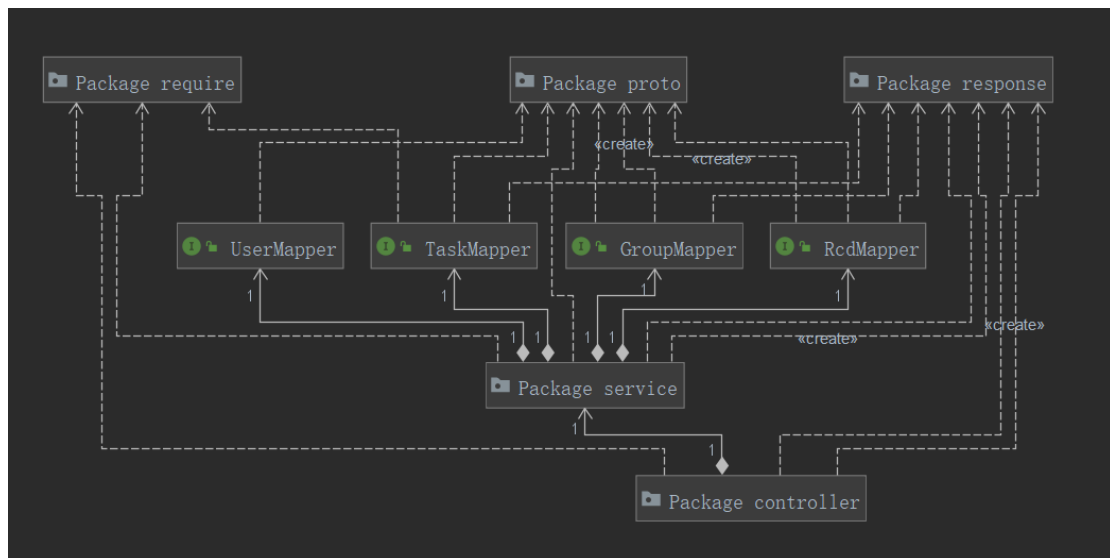 Package require
Package proto
Package response
«create»
«create»
I UserMapper
I TaskMapper
I GroupMapper
I RcdMapper
1
1
1
1
1
1
1
1
«create»
«create»
Package service
1
1
Package controller